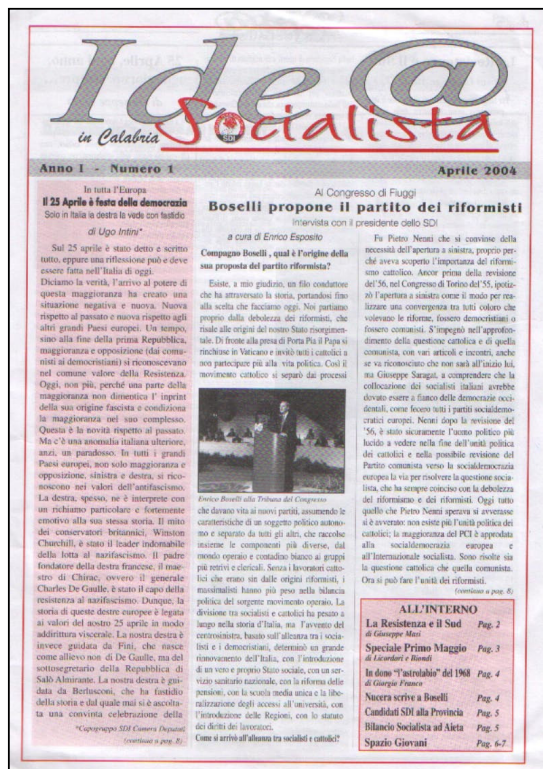 Ide@
in Calabria
Socialista
SDI
Anno I - Numero 1
Aprile 2004
In tutta l'Europa
Il 25 Aprile è festa della democrazia
Solo in Italia la destra la vede con fastidio
di Ugo Intini*
Sul 25 aprile è stato detto e scritto
tutto, eppure una riflessione può e deve
essere fatta nell'Italia di oggi.
Diciamo la verità, l'arrivo al potere di
questa maggioranza ha creato una
situazione negativa e nuova. Nuova
rispetto al passato e nuova rispetto agli
altri grandi Paesi europei. Un tempo,
sino alla fine della prima Repubblica,
maggioranza e opposizione (dai comu-
nisti ai democristiani) si riconoscevano
nel comune valore della Resistenza.
Oggi, non più, perché una parte della
maggioranza non dimentica l' inprint
della sua origine fascista e condiziona
la maggioranza nel suo complesso.
Questa è la novità rispetto al passato.
Ma c'è una anomalia italiana ulteriore,
anzi, un paradosso. In tutti i grandi
Paesi europei, non solo maggioranza e
opposizione, sinistra e destra, si rico-
noscono nei valori dell'antifascismo.
La destra, spesso, ne è interprete con
un richiamo particolare e fortemente
emotivo alla sua stessa storia. Il mito
dei conservatori britannici, Winston
Churchill, è stato il leader indomabile
della lotta al nazifascismo. Il padre
fondatore della destra francese, il mae-
stro di Chirac, ovvero il generale
Charles De Gaulle, è stato il capo della
resistenza al nazifascismo. Dunque, la
storia di queste destre europee è legata
ai valori del nostro 25 aprile in modo
addirittura viscerale. La nostra destra è
invece guidata da Fini, che nasce
come allievo non di De Gaulle, ma del
sottosegretario della Repubblica di
Salò Almirante. La nostra destra è gui-
data da Berlusconi, che ha fastidio
della storia e dal quale mai si è ascolta-
ta una convinta celebrazione della
*Capogruppo SDI Camera Deputati
(continua a pag. 8)
Al Congresso di Fiuggi
Boselli propone il partito dei riformisti
Intervista con il presidente dello SDI
a cura di Enrico Esposito
Compagno Boselli , qual è l'origine della
sua proposta del partito riformista?
Esiste, a mio giudizio, un filo conduttore
che ha attraversato la storia, portandosi fino
alla scelta che facciamo oggi. Noi partiamo
proprio dalla debolezza dei riformisti, che
risale alle origini del nostro Stato risorgimen-
tale. Di fronte alla presa di Porta Pia il Papa si
rinchiuse in Vaticano e invitò tutti i cattolici a
non partecipare più alla vita politica. Così il
movimento cattolico si separò dai processi
Enrico Boselli alla Tribuna del Congresso
che davano vita ai nuovi partiti, assumendo le
caratteristiche di un soggetto politico autono-
mo e separato da tutti gli altri, che raccolse
insieme le componenti più diverse, dal
mondo operaio e contadino bianco ai gruppi
più retrivi e clericali. Senza i lavoratori catto-
lici che erano sin dalle origini riformisti, i
massimalisti hanno più peso nella bilancia
politica del sorgente movimento operaio. La
divisione tra socialisti e cattolici ha pesato a
lungo nella storia d'Italia, ma l'avvento del
centrosinistra, basato sull'alleanza tra i socia-
listi e i democristiani, determinò un grande
rinnovamento dell'Italia, con l'introduzione
di un vero e proprio Stato sociale, con un ser-
vizio sanitario nazionale, con la riforma delle
pensioni, con la scuola media unica e la libe-
ralizzazione degli accessi all'università, con
l'introduzione delle Regioni, con lo statuto
dei diritti dei lavoratori.
Come si arrivò all'alleanza tra socialisti e cattolici?
Fu Pietro Nenni che si convinse della
necessità dell'apertura a sinistra, proprio per-
ché aveva scoperto l'importanza del riformi-
smo cattolico. Ancor prima della revisione
del '56, nel Congresso di Torino del '55, ipotiz-
zò l'apertura a sinistra come il modo per rea-
lizzare una convergenza tra tutti coloro che
volevano le riforme, fossero democristiani o
fossero comunisti. S'impegnò nell'approfon-
dimento della questione cattolica e di quella
comunista, con vari articoli e incontri, anche
se va riconosciuto che non sarà all'inizio lui,
ma Giuseppe Saragat, a comprendere che la
collocazione dei socialisti italiani avrebbe
dovuto essere a fianco delle democrazie occi-
dentali, come fecero tutti i partiti socialdemo-
cratici europei. Nenni dopo la revisione del
'56, è stato sicuramente l'uomo politico più
lucido a vedere nella fine dell'unità politica
dei cattolici e nella possibile revisione del
Partito comunista verso la socialdemocrazia
europea la via per risolvere la questione socia-
lista, che ha sempre coinciso con la debolezza
del riformismo e dei riformisti. Oggi tutto
quello che Pietro Nenni sperava si avverasse
si è avverato: non esiste più l'unità politica dei
cattolici; la maggioranza del PCI è approdata
alla socialdemocrazia europea e
all'Internazionale socialista. Sono risolte sia
la questione cattolica che quella comunista.
Ora si può fare l'unità dei riformisti.
(continua a pag. 8)
ALL'INTERNO
La Resistenza e il Sud Pag. 2
di Giuseppe Masi
Speciale Primo Maggio Pag. 3
di Licordari e Biondi
In dono "l'astrolabio" del 1968 Pag. 4
di Giorgio Franco
Nucera scrive a Boselli Pag. 4
Candidati SDI alla Provincia Pag. 5
Bilancio Socialista ad Aieta Pag. 5
Spazio Giovani Pag. 6-7